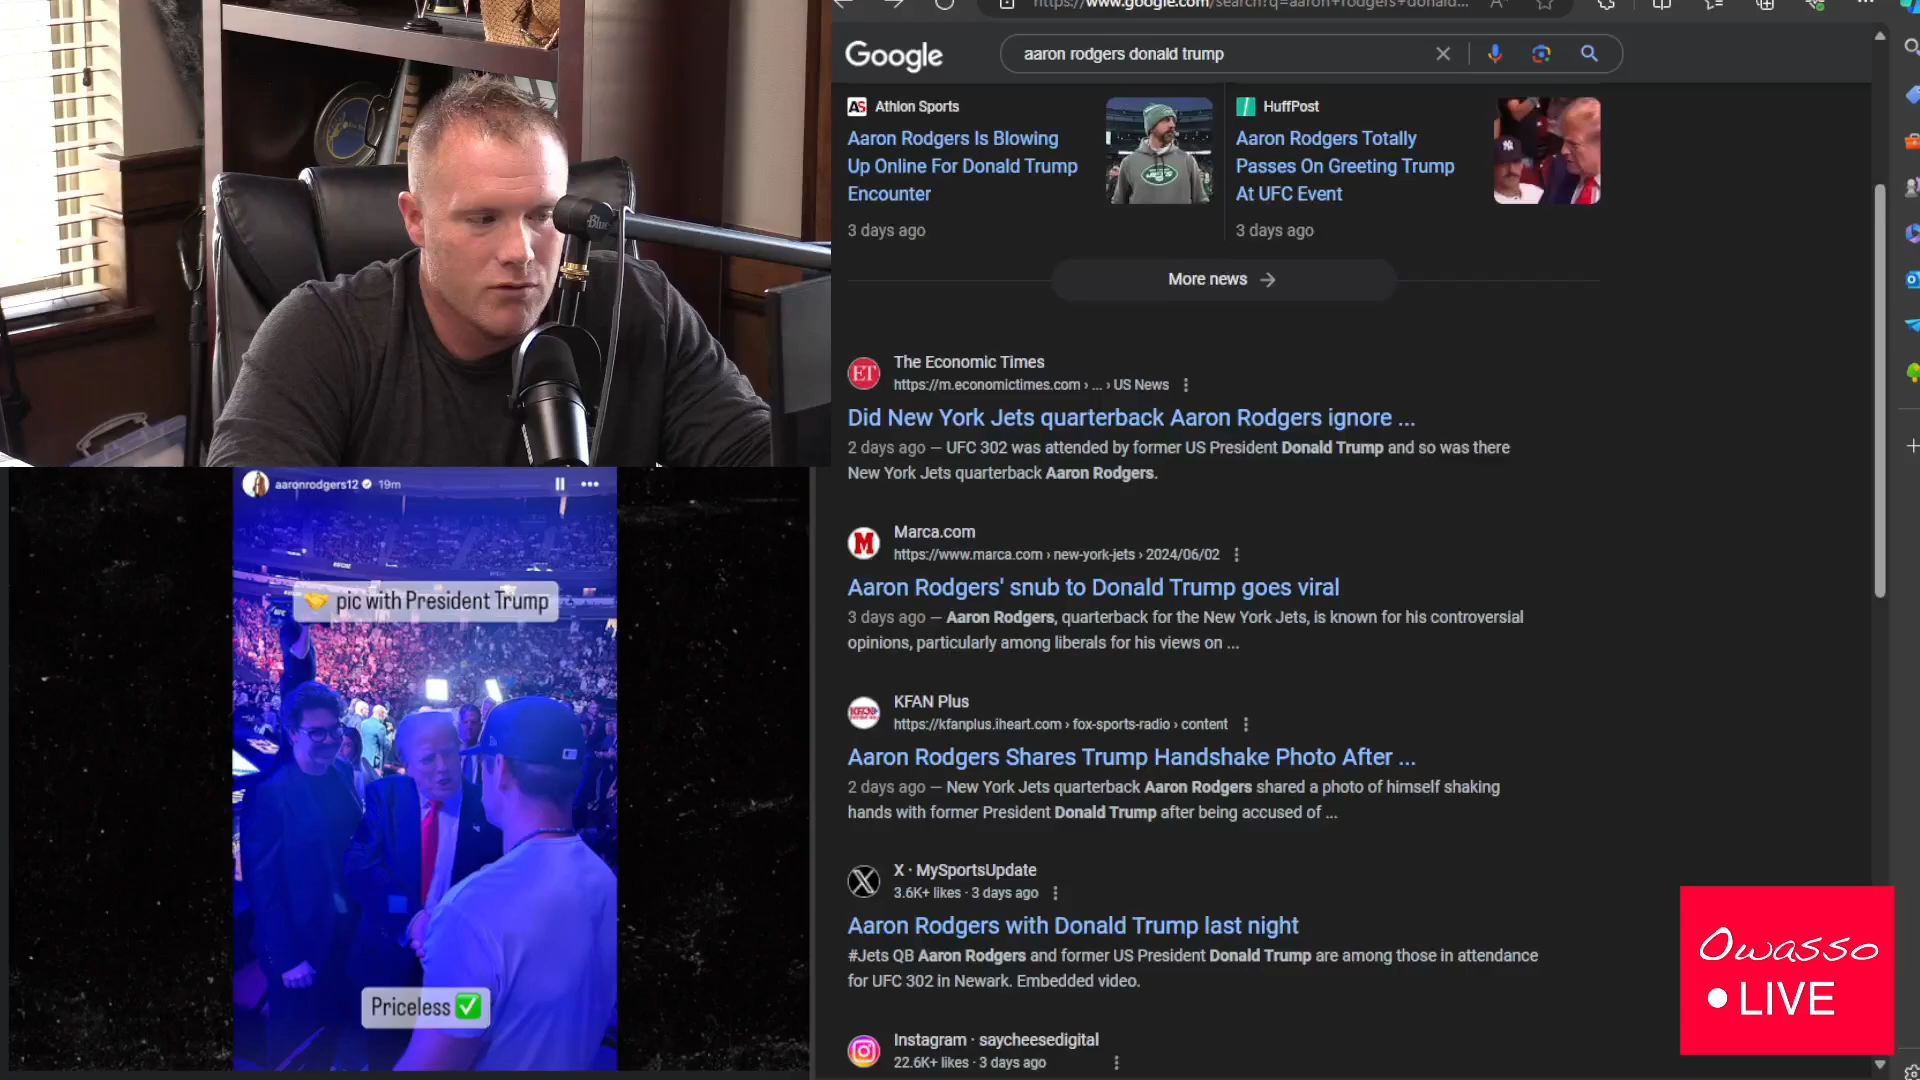 https://www.google.com/search?q=aaron+rodgers+donald...
Google
aaron rodgers donald trump
Athlon Sports
Aaron Rodgers Is Blowing
Up Online For Donald Trump
Encounter
3 days ago
HuffPost
Aaron Rodgers Totally
Passes On Greeting Trump
At UFC Event
3 days ago
More news →
The Economic Times
https://m.economictimes.com › ... › US News
Did New York Jets quarterback Aaron Rodgers ignore ...
2 days ago — UFC 302 was attended by former US President Donald Trump and so was there
New York Jets quarterback Aaron Rodgers.
Marca.com
https://www.marca.com › new-york-jets › 2024/06/02
Aaron Rodgers' snub to Donald Trump goes viral
3 days ago — Aaron Rodgers, quarterback for the New York Jets, is known for his controversial
opinions, particularly among liberals for his views on ...
KFAN Plus
https://kfanplus.iheart.com › fox-sports-radio › content
Aaron Rodgers Shares Trump Handshake Photo After ...
2 days ago — New York Jets quarterback Aaron Rodgers shared a photo of himself shaking
hands with former President Donald Trump after being accused of ...
X · MySportsUpdate
3.6K+ likes · 3 days ago
Aaron Rodgers with Donald Trump last night
#Jets QB Aaron Rodgers and former US President Donald Trump are among those in attendance
for UFC 302 in Newark. Embedded video.
Instagram · saycheesedigital
22.6K+ likes · 3 days ago
Blue
aaronrodgers12 19m
🤝 pic with President Trump
Priceless ✅
Owasso
• LIVE